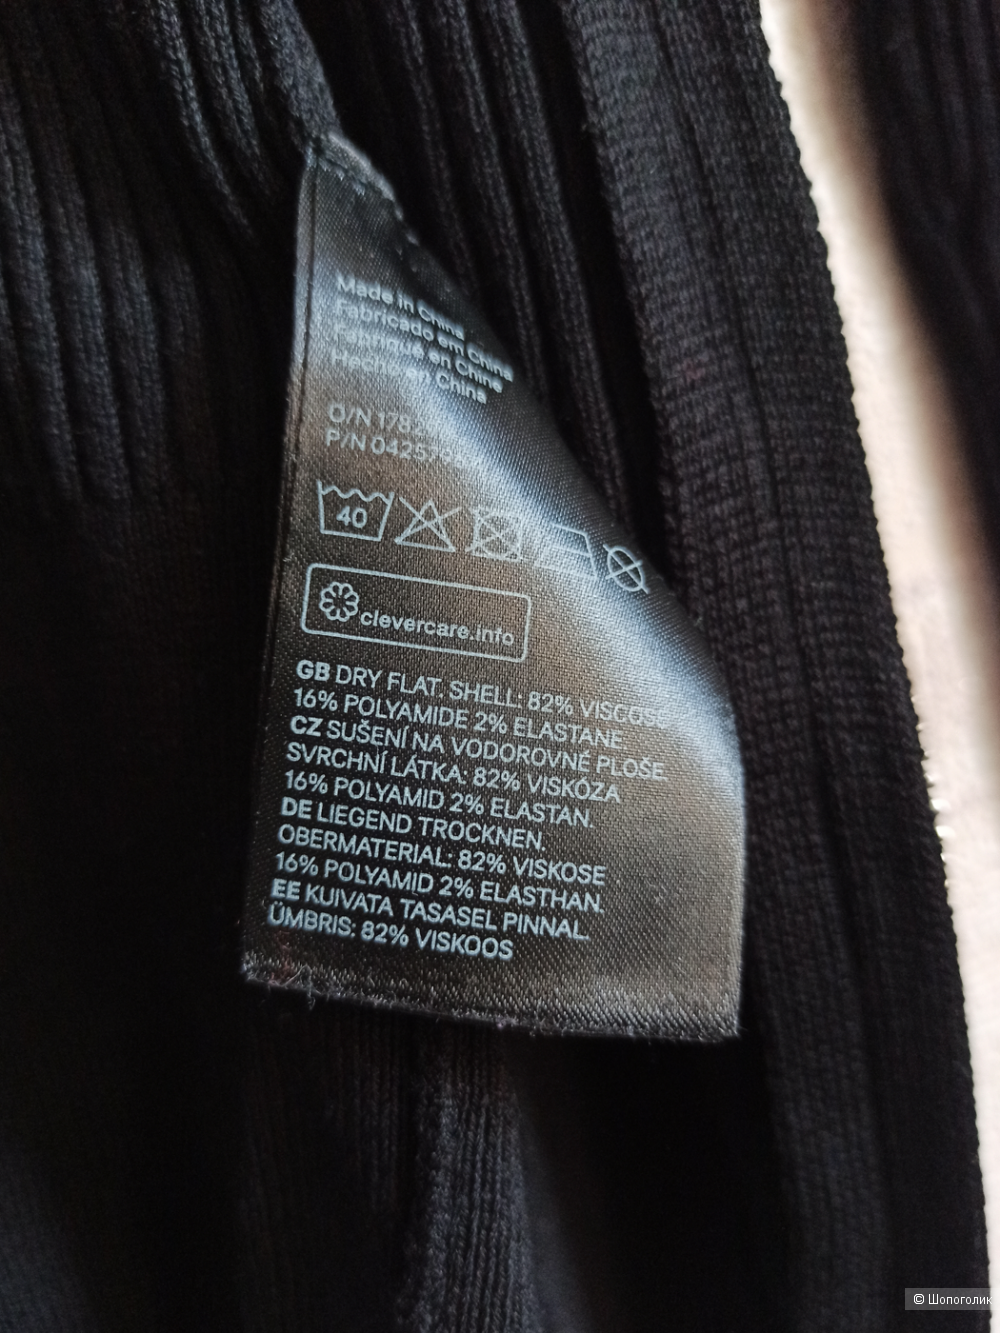 Made in China
Fabricado em China
Fabriqué en Chine
Hecho en China
O/N 178
P/N 04257
40
clevercare.info
GB DRY FLAT. SHELL: 82% VISCOSE
16% POLYAMIDE 2% ELASTANE
CZ SUŠENÍ NA VODOROVNÉ PLOŠE.
SVRCHNÍ LÁTKA: 82% VISKÓZA
16% POLYAMID 2% ELASTAN.
DE LIEGEND TROCKNEN.
OBERMATERIAL: 82% VISKOSE
16% POLYAMID 2% ELASTHAN.
EE KUIVATA TASASEL PINNAL.
ÜMBRIS: 82% VISKOOS
© Шопоголик